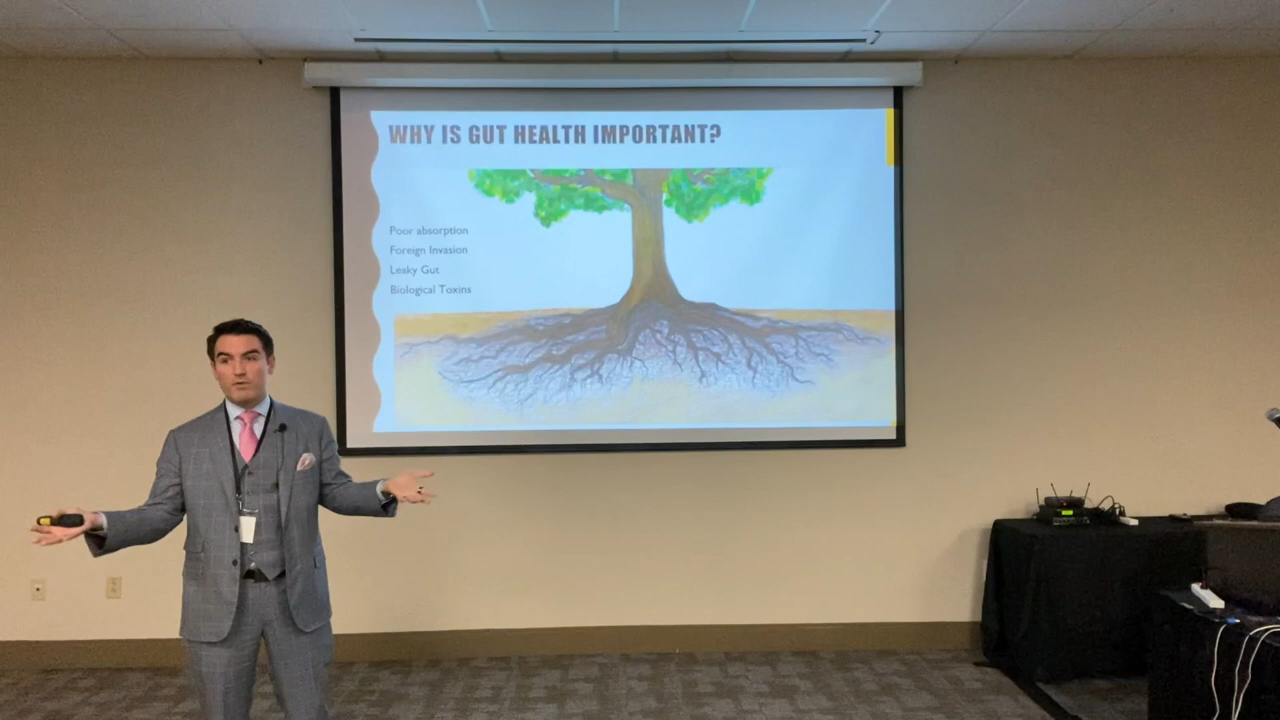 WHY IS GUT HEALTH IMPORTANT?
Poor absorption
Foreign Invasion
Leaky Gut
Biological Toxins